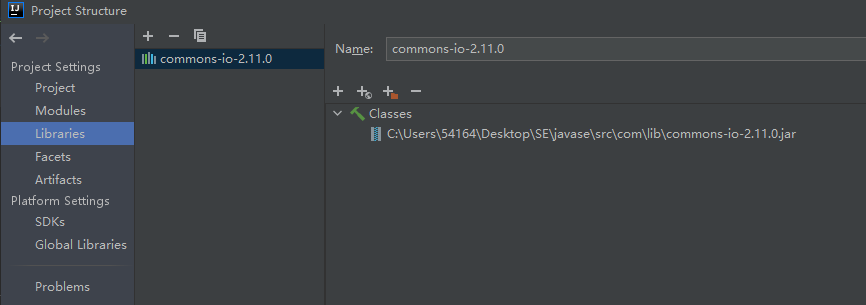 Project Structure
Project Settings
Project
Modules
Libraries
Facets
Artifacts
Platform Settings
SDKs
Global Libraries
Problems
commons-io-2.11.0
Name: commons-io-2.11.0
Classes
C:\Users\54164\Desktop\SE\javase\src\com\lib\commons-io-2.11.0.jar